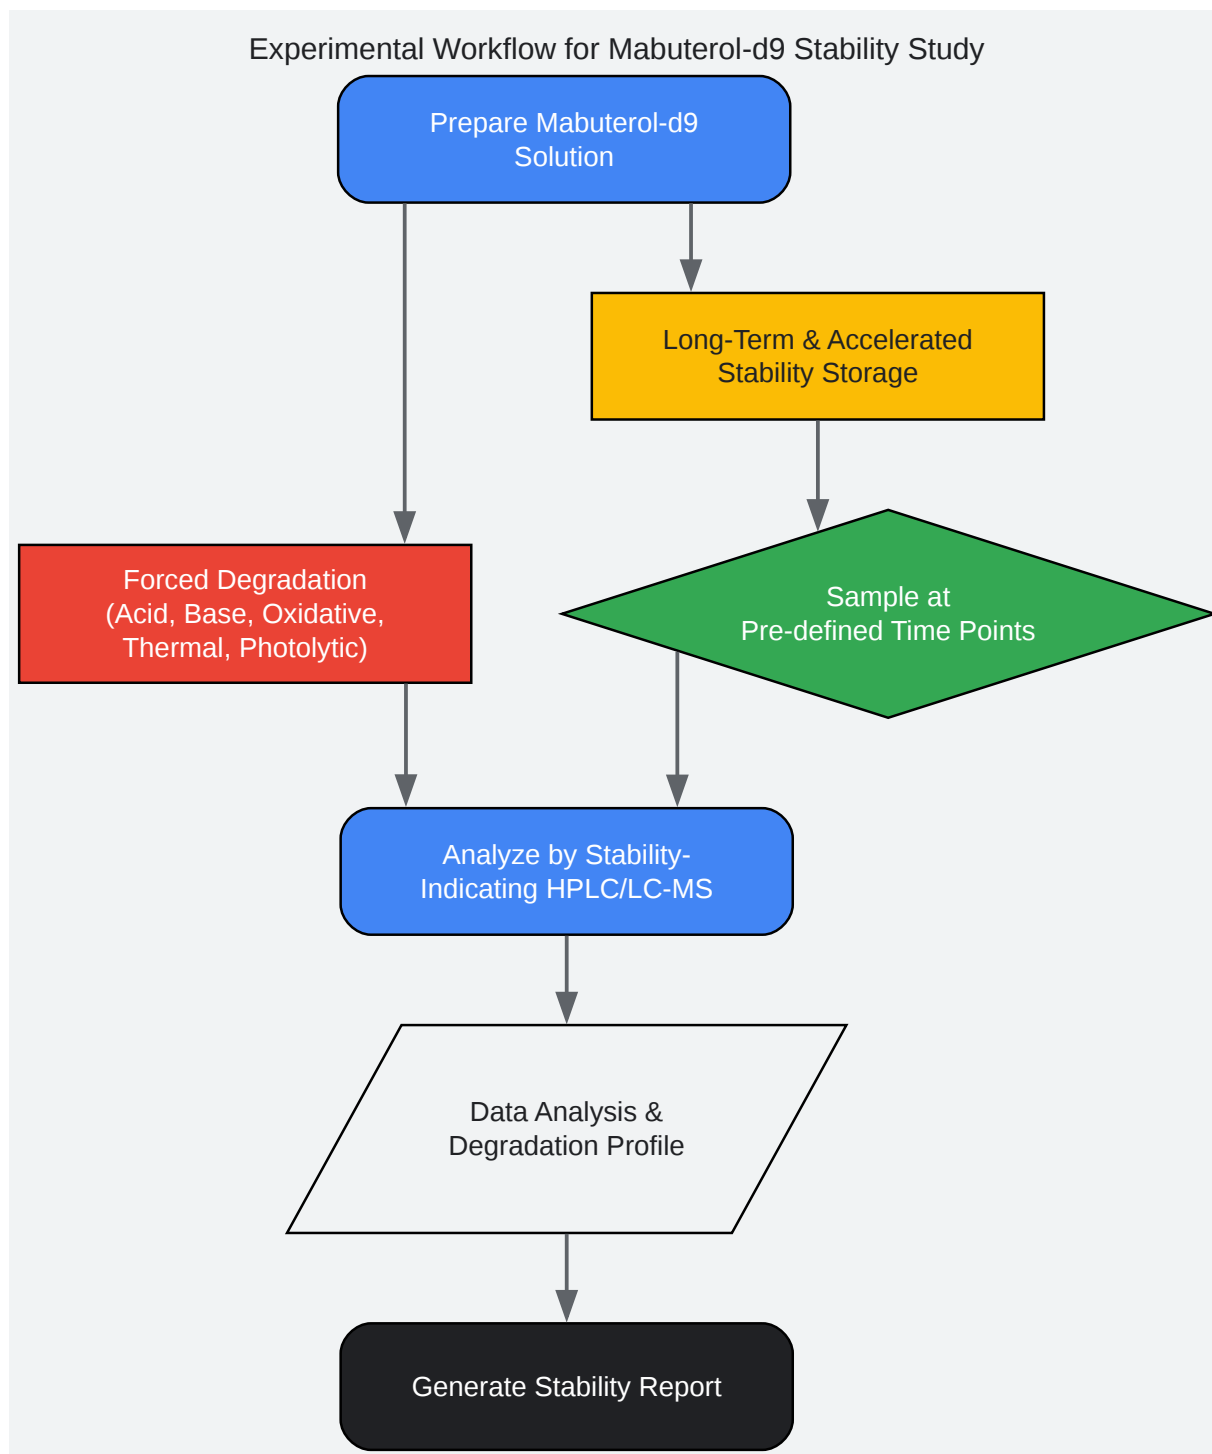 Experimental Workflow for Mabuterol-d9 Stability Study
Prepare Mabuterol-d9
Solution
Long-Term & Accelerated
Stability Storage
Forced Degradation
(Acid, Base, Oxidative,
Thermal, Photolytic)
Sample at
Pre-defined Time Points
Analyze by Stability-
Indicating HPLC/LC-MS
Data Analysis &
Degradation Profile
Generate Stability Report